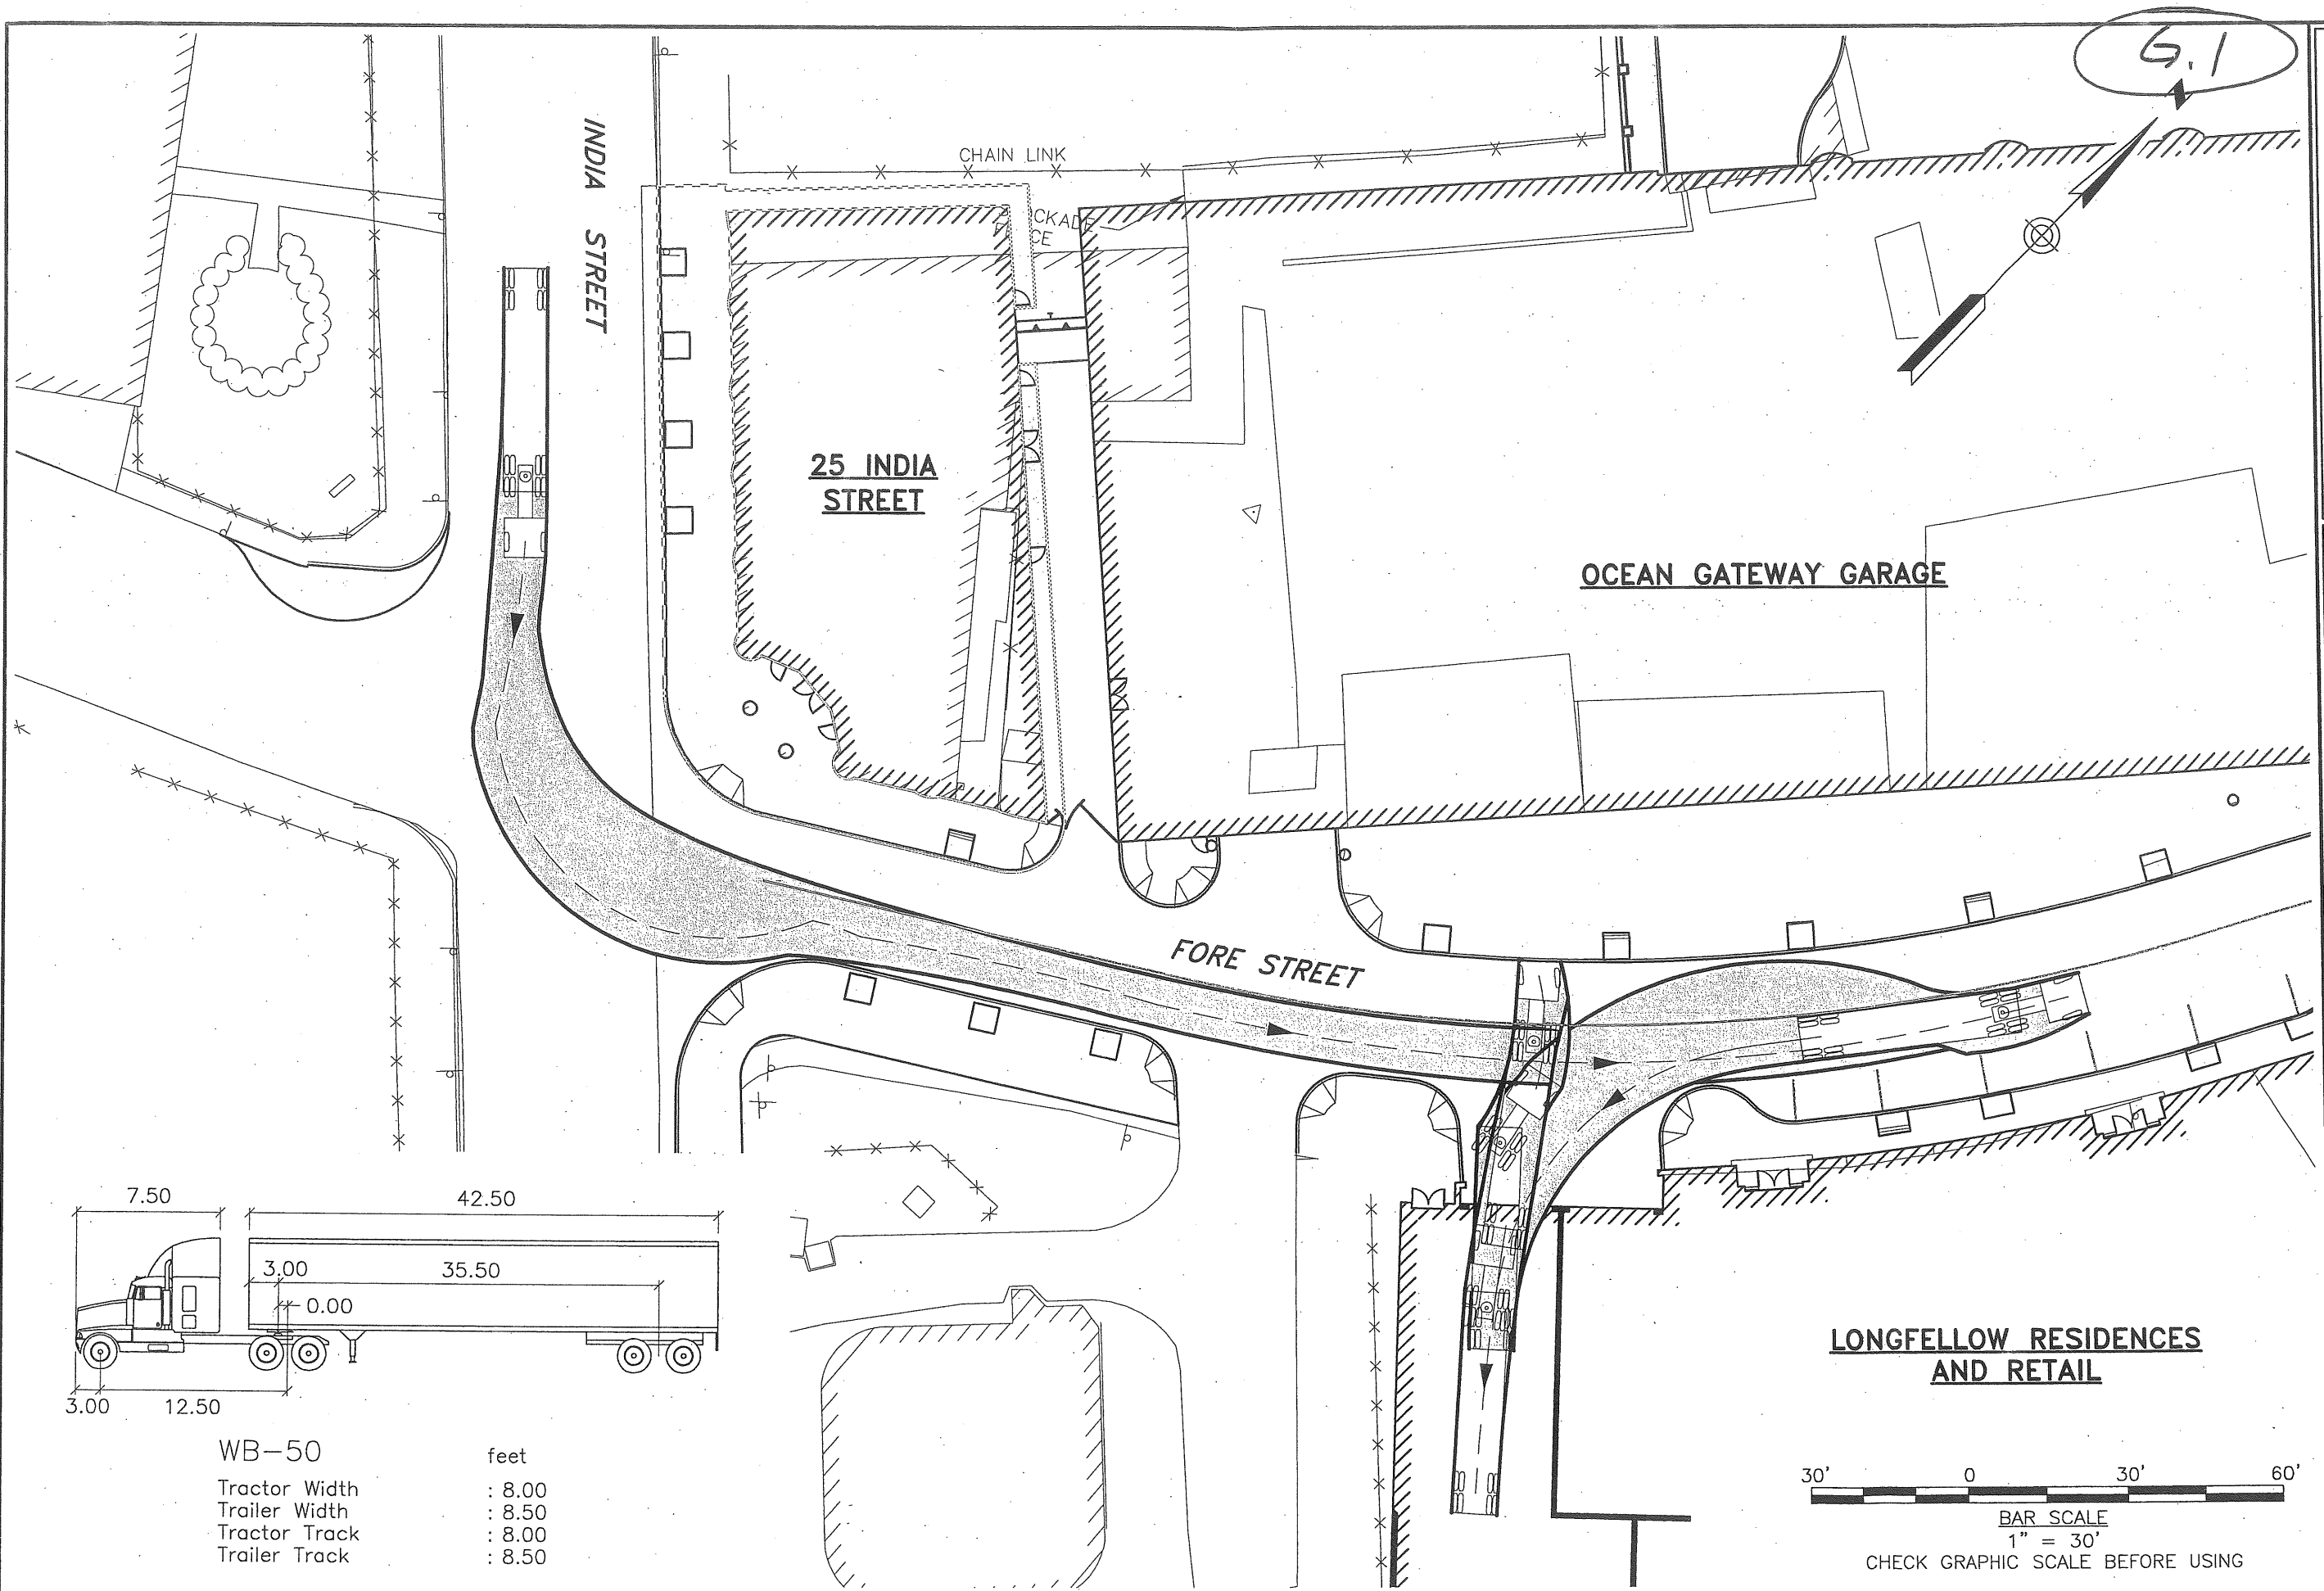 G.1
N
INDIA STREET
CHAIN LINK
25 INDIA
STREET
OCEAN GATEWAY GARAGE
FORE STREET
7.50
42.50
3.00
35.50
0.00
3.00
12.50
LONGFELLOW RESIDENCES
AND RETAIL
WB-50
feet
Tractor Width : 8.00
Trailer Width : 8.50
Tractor Track : 8.00
Trailer Track : 8.50
30' 0 30' 60'
BAR SCALE
1" = 30'
CHECK GRAPHIC SCALE BEFORE USING